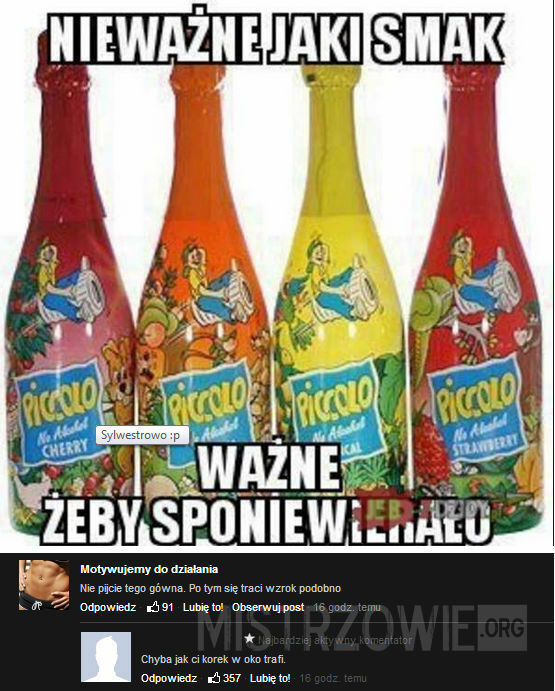 NIEWAŻNE JAKI SMAK
PICCOLO
No Alcohol
CHERRY
PICCOLO
No Alcohol
PICCOLO
No Alcohol
ICAL
PICCOLO
No Alcohol
STRAWBERRY
Sylwestrowo :p
WAŻNE
ŻEBY SPONIEWIERAŁO
Motywujemy do działania
Nie pijcie tego gówna. Po tym się traci wzrok podobno
Odpowiedz · 91 · Lubię to! · Obserwuj post · 16 godz. temu
MISTRZOWIE.ORG
Najbardziej aktywny komentator
Chyba jak ci korek w oko trafi.
Odpowiedz · 357 · Lubię to! · 16 godz. temu